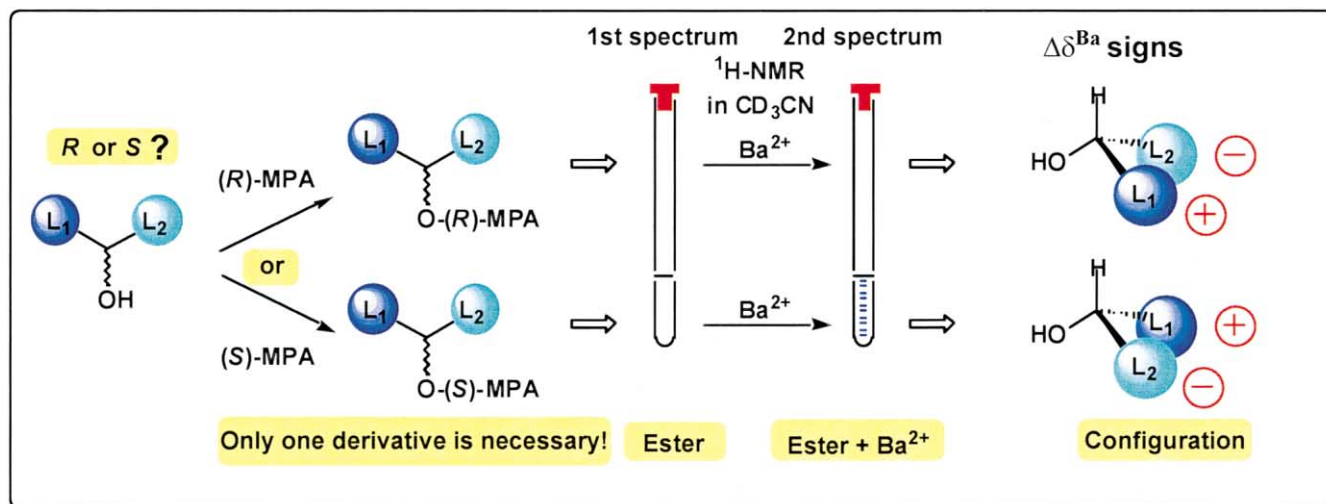 1st spectrum
2nd spectrum
Δδᴮᵃ signs
¹H-NMR
in CD₃CN
R or S ?
L₁
L₂
OH
(R)-MPA
or
(S)-MPA
L₁
L₂
O-(R)-MPA
L₁
L₂
O-(S)-MPA
Ba²⁺
Ba²⁺
H
HO
L₂
L₁
−
+
H
HO
L₁
L₂
+
−
Only one derivative is necessary!
Ester
Ester + Ba²⁺
Configuration